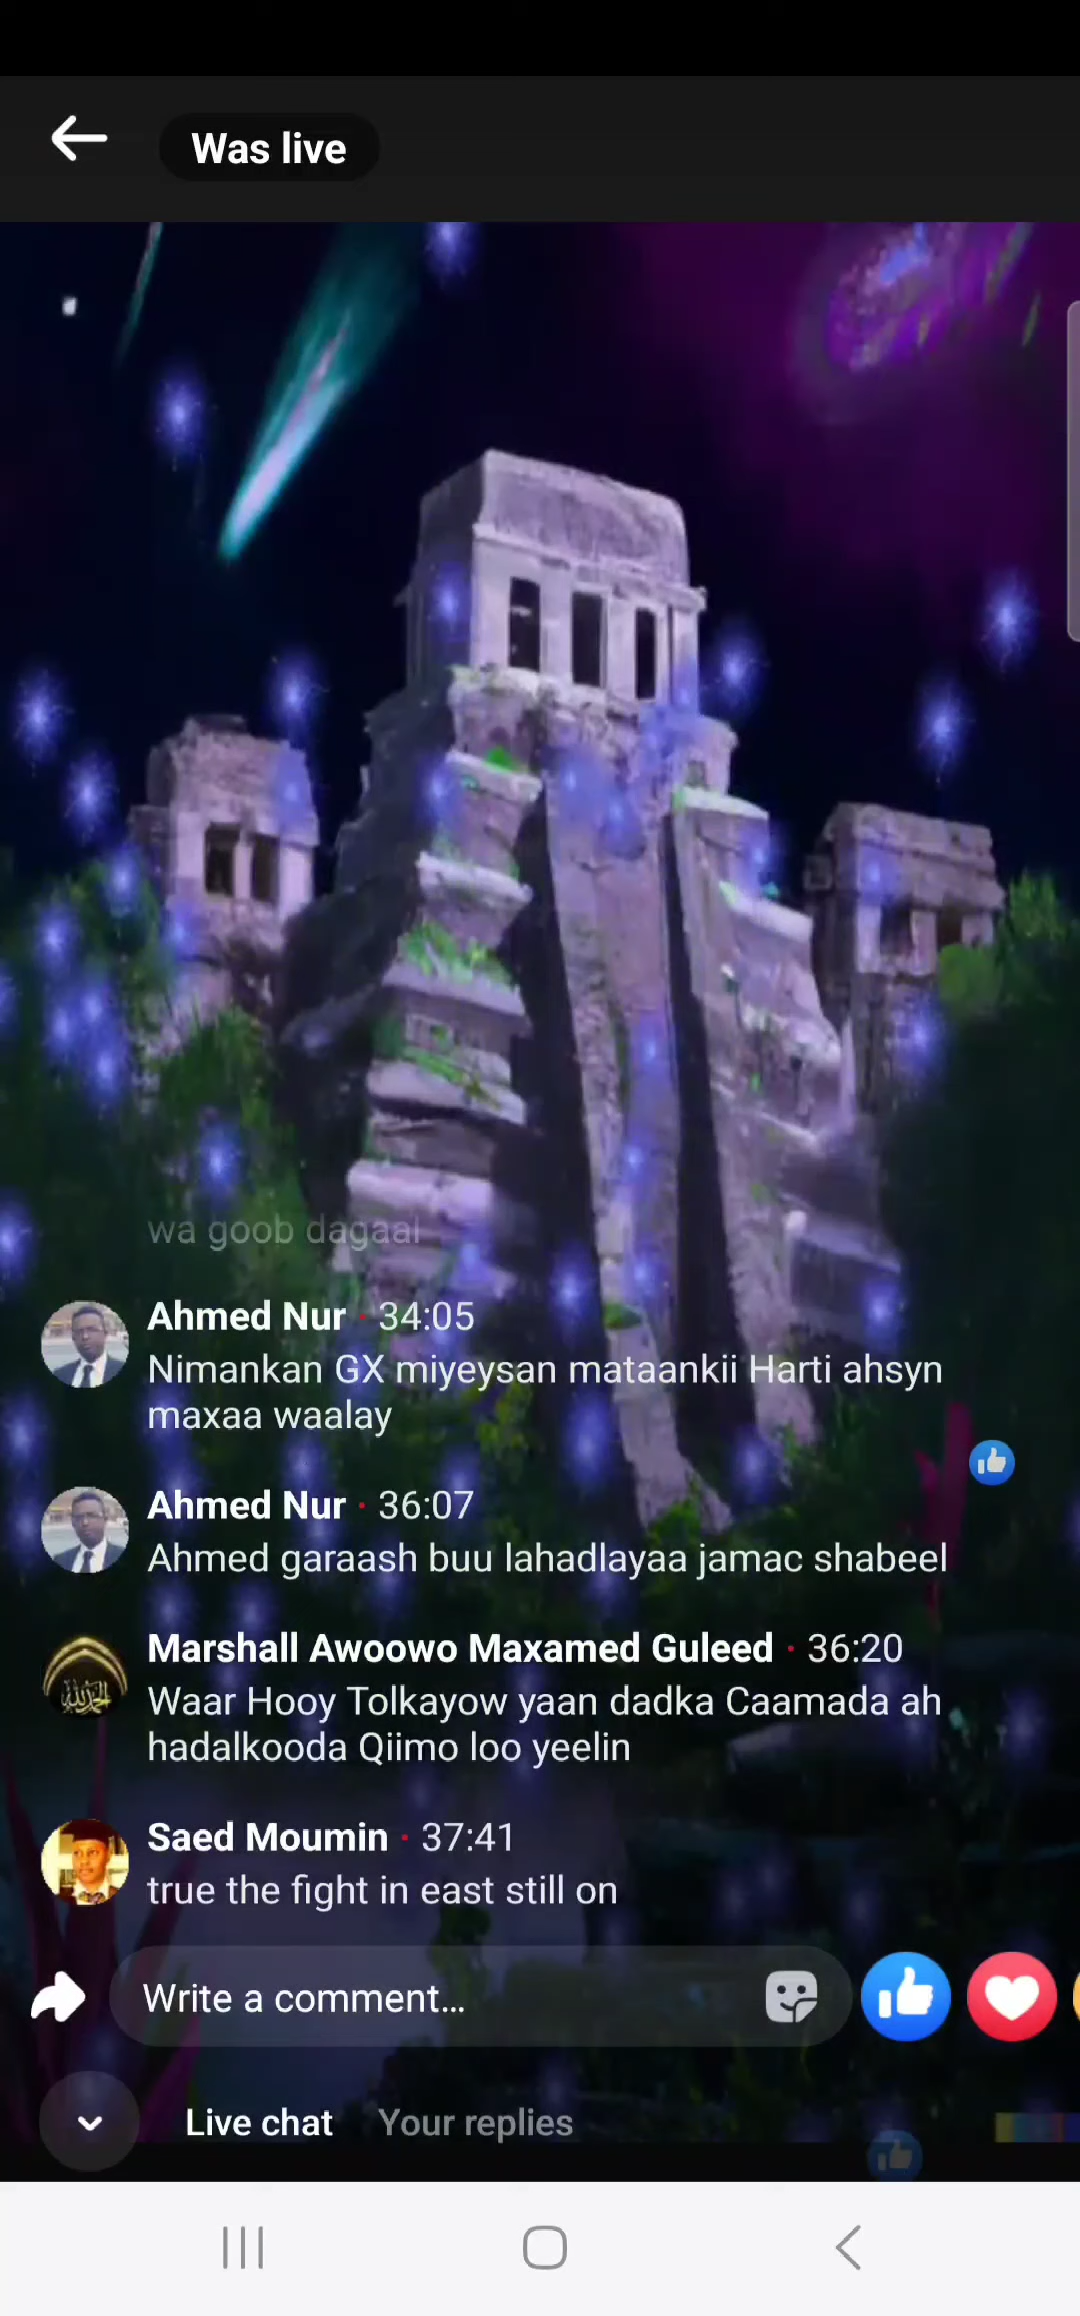 Was live
wa goob dagaal
Ahmed Nur · 34:05
Nimankan GX miyeysan mataankii Harti ahsyn
maxaa waalay
Ahmed Nur · 36:07
Ahmed garaash buu lahadlayaa jamac shabeel
Marshall Awoowo Maxamed Guleed · 36:20
Waar Hooy Tolkayow yaan dadka Caamada ah
hadalkooda Qiimo loo yeelin
Saed Moumin · 37:41
true the fight in east still on
Write a comment...
Live chat Your replies